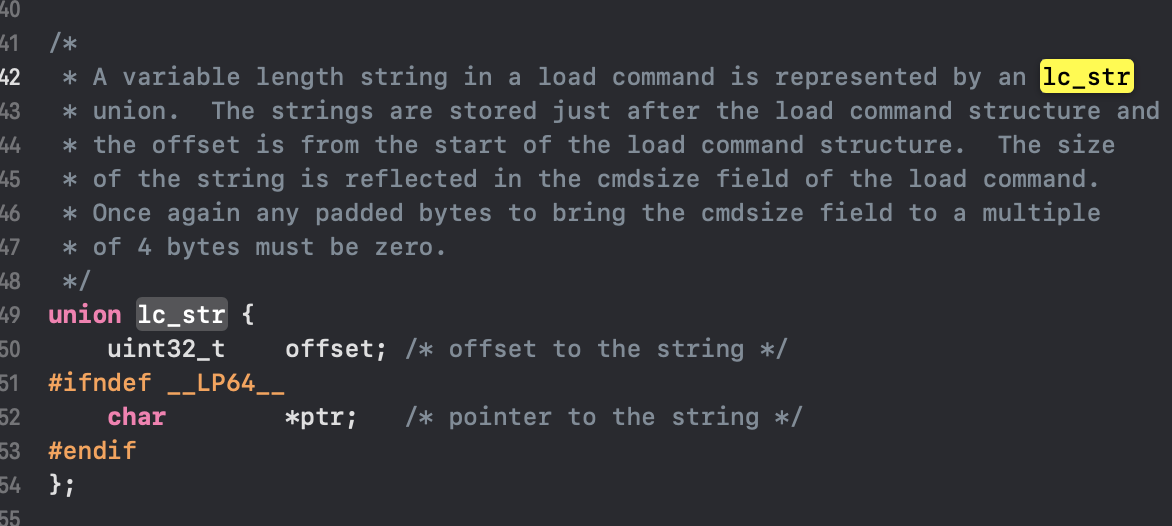 40
41 /*
42  * A variable length string in a load command is represented by an lc_str
43  * union.  The strings are stored just after the load command structure and
44  * the offset is from the start of the load command structure.  The size
45  * of the string is reflected in the cmdsize field of the load command.
46  * Once again any padded bytes to bring the cmdsize field to a multiple
47  * of 4 bytes must be zero.
48  */
49 union lc_str {
50     uint32_t    offset; /* offset to the string */
51 #ifndef __LP64__
52     char        *ptr;   /* pointer to the string */
53 #endif
54 };
55